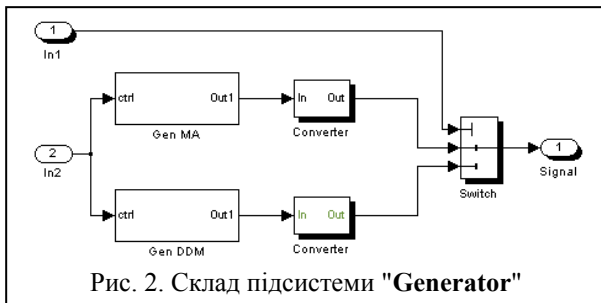 1
In1
ctrl Out1
Gen MA
In Out
Converter
2
In2
ctrl Out1
Gen DDM
In Out
Converter
Switch
1
Signal
Рис. 2. Склад підсистеми "Generator"